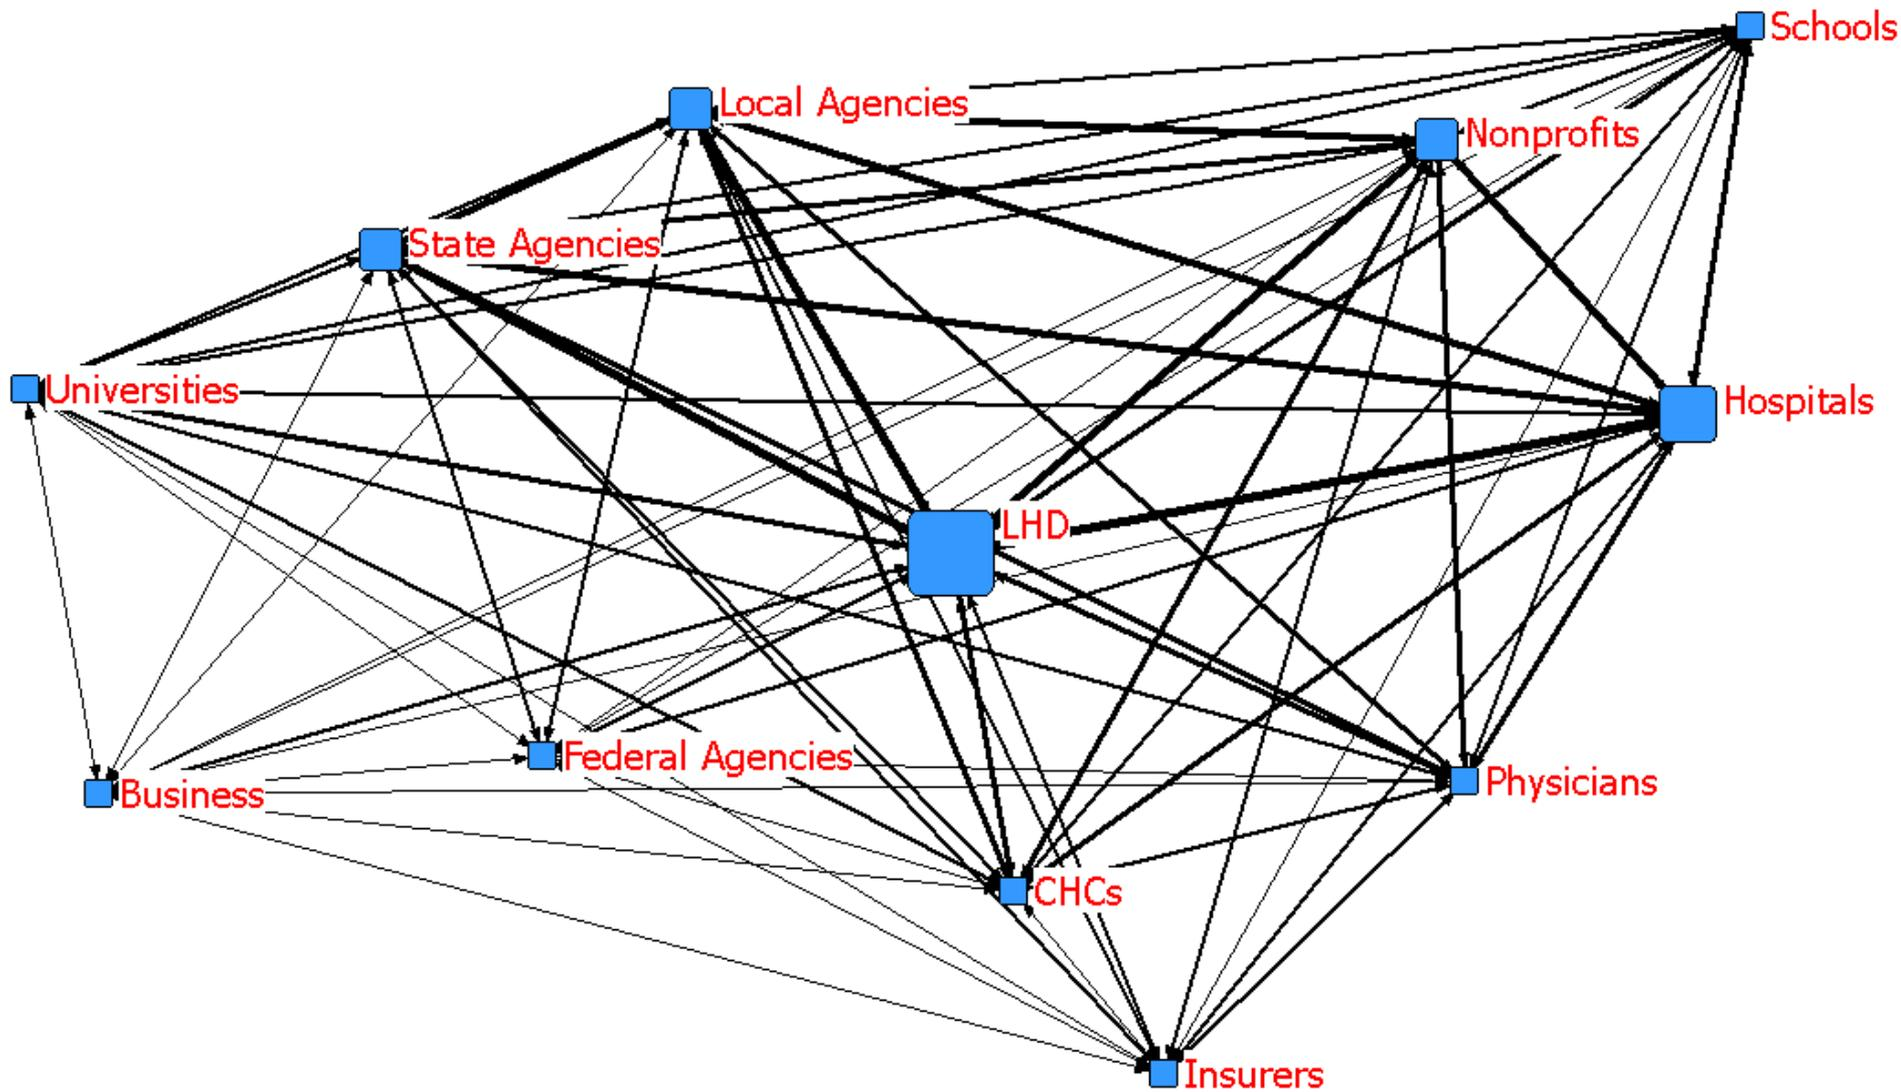 Schools
Local Agencies
Nonprofits
State Agencies
Universities
Hospitals
LHD
Federal Agencies
Business
Physicians
CHCs
Insurers